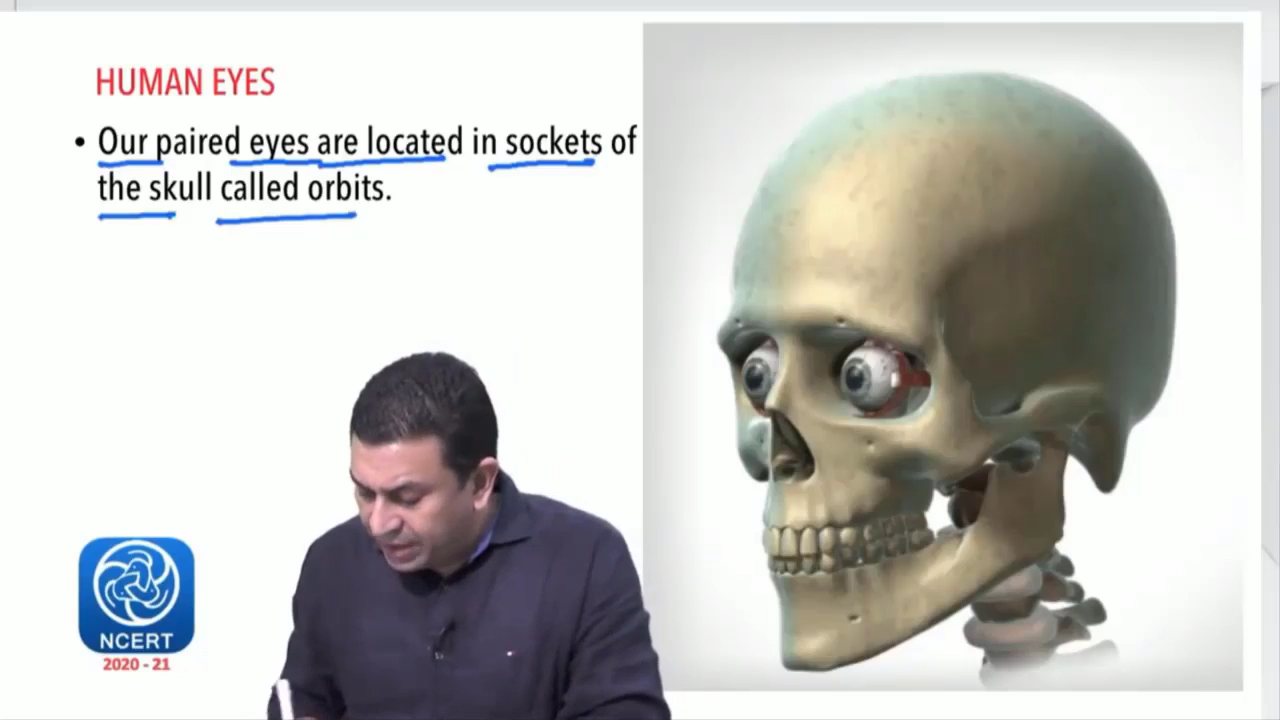 HUMAN EYES
• Our paired eyes are located in sockets of
the skull called orbits.
NCERT
2020 - 21